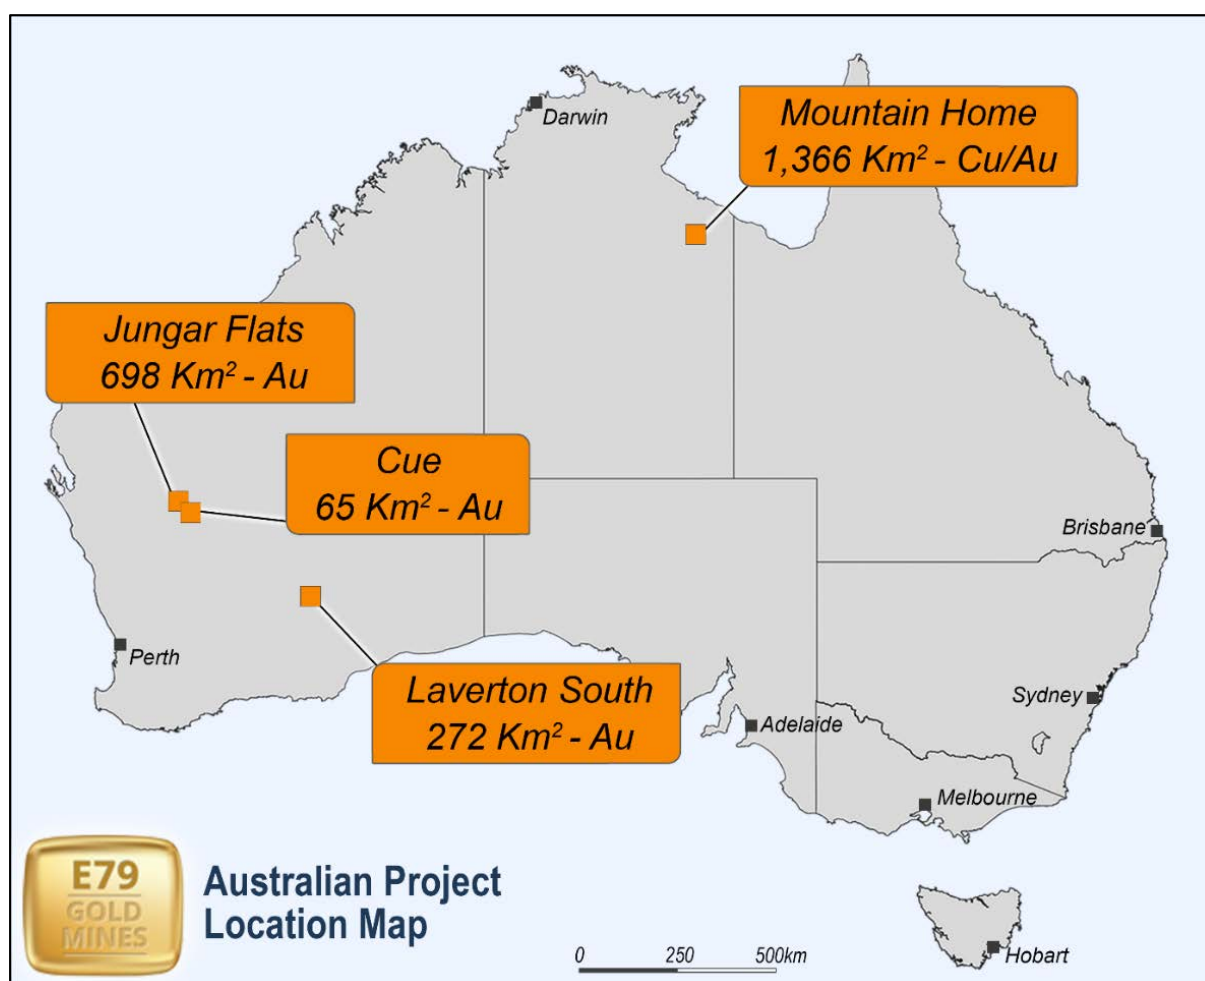 Darwin
Mountain Home
1,366 Km² - Cu/Au
Jungar Flats
698 Km² - Au
Cue
65 Km² - Au
Brisbane
Perth
Laverton South
272 Km² - Au
Sydney
Adelaide
Melbourne
E79
GOLD
MINES
Australian Project
Location Map
0 250 500km
Hobart